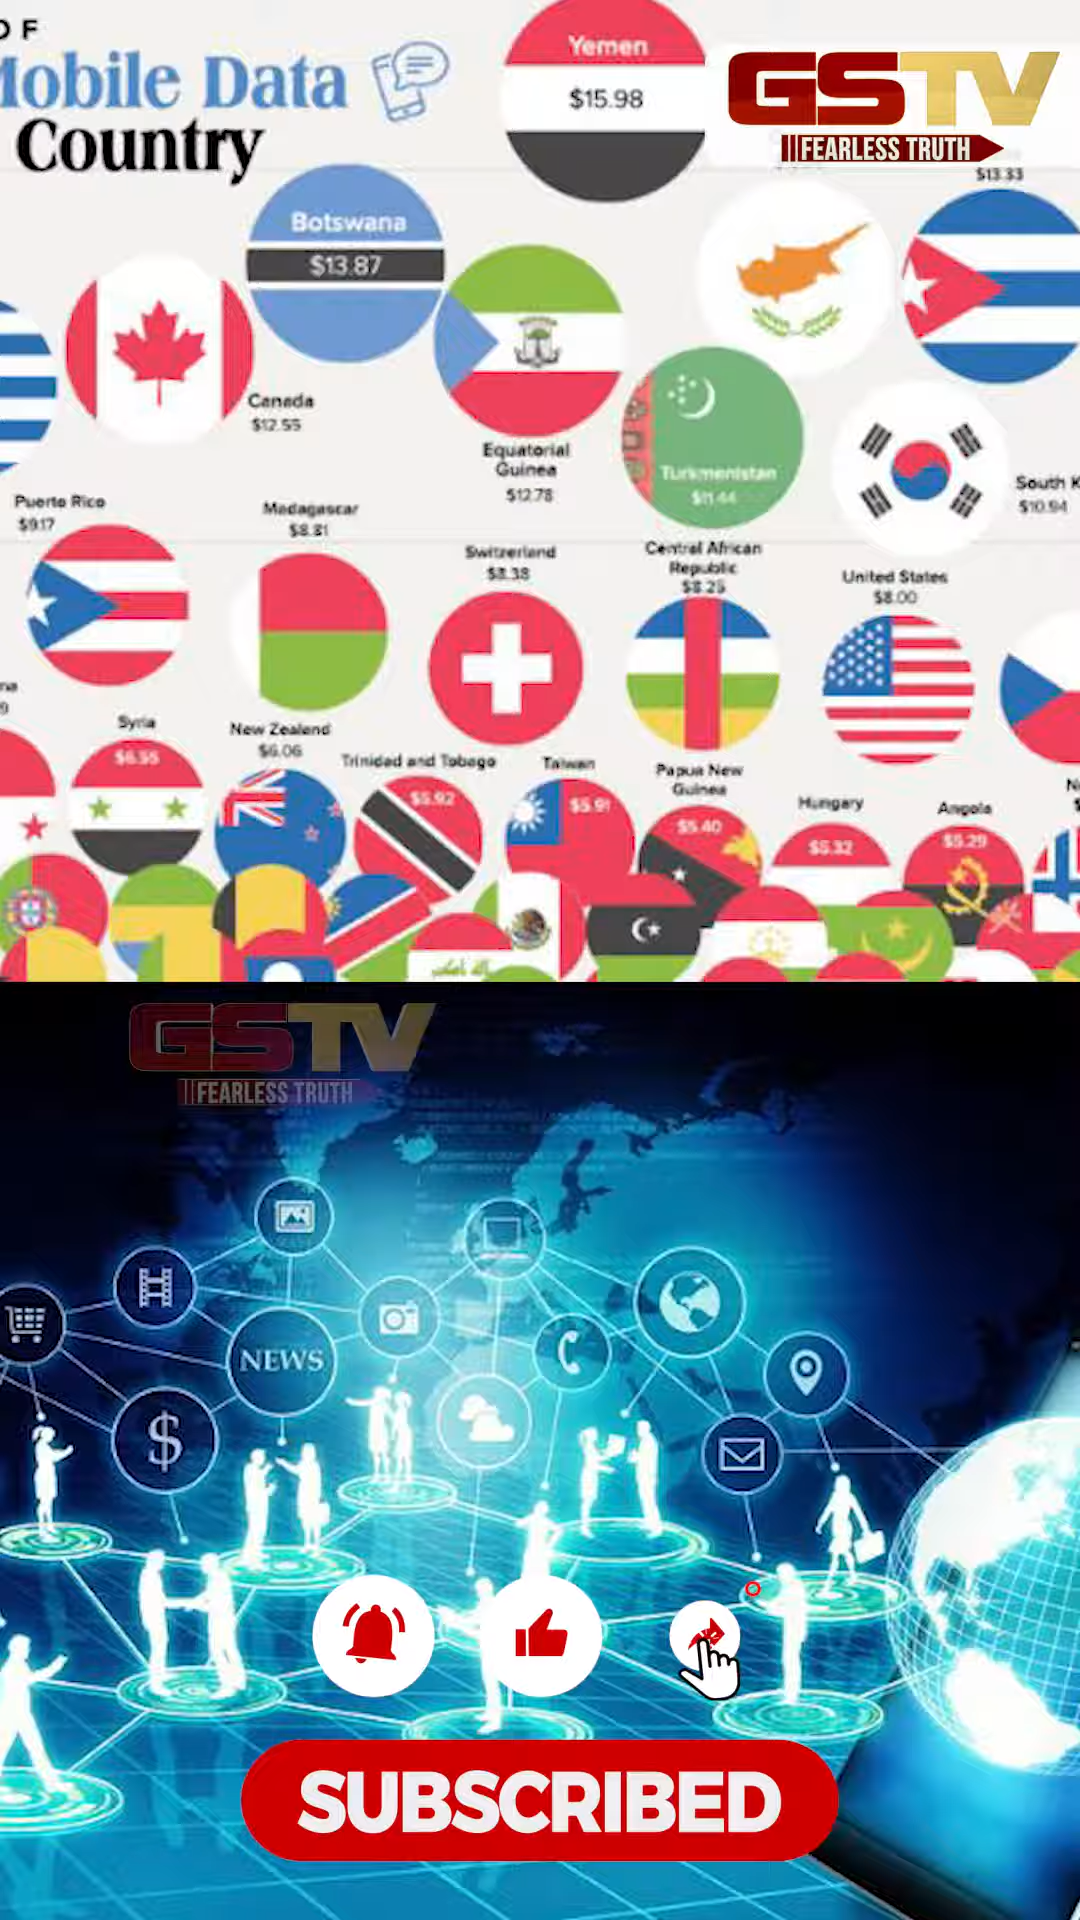 OF
Mobile Data
Country
Yemen
$15.98
GSTV
FEARLESS TRUTH
$13.33
Botswana
$13.87
Canada
$12.55
Equatorial
Guinea
$12.78
Turkmenistan
$11.44
South K
$10.94
Puerto Rico
$9.17
Madagascar
$8.81
Switzerland
$8.38
Central African
Republic
$8.25
United States
$8.00
Syria
$6.55
New Zealand
$6.06
Trinidad and Tobago
$5.92
Taiwan
$5.91
Papua New
Guinea
$5.40
Hungary
$5.32
Angola
$5.29
GSTV
FEARLESS TRUTH
NEWS
$
SUBSCRIBED